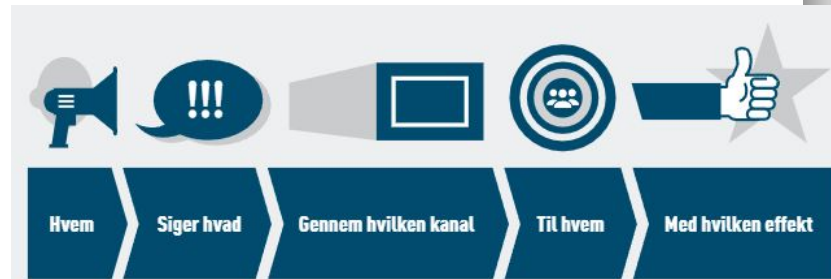 !!!
Hvem
Siger hvad
Gennem hvilken kanal
Til hvem
Med hvilken effekt